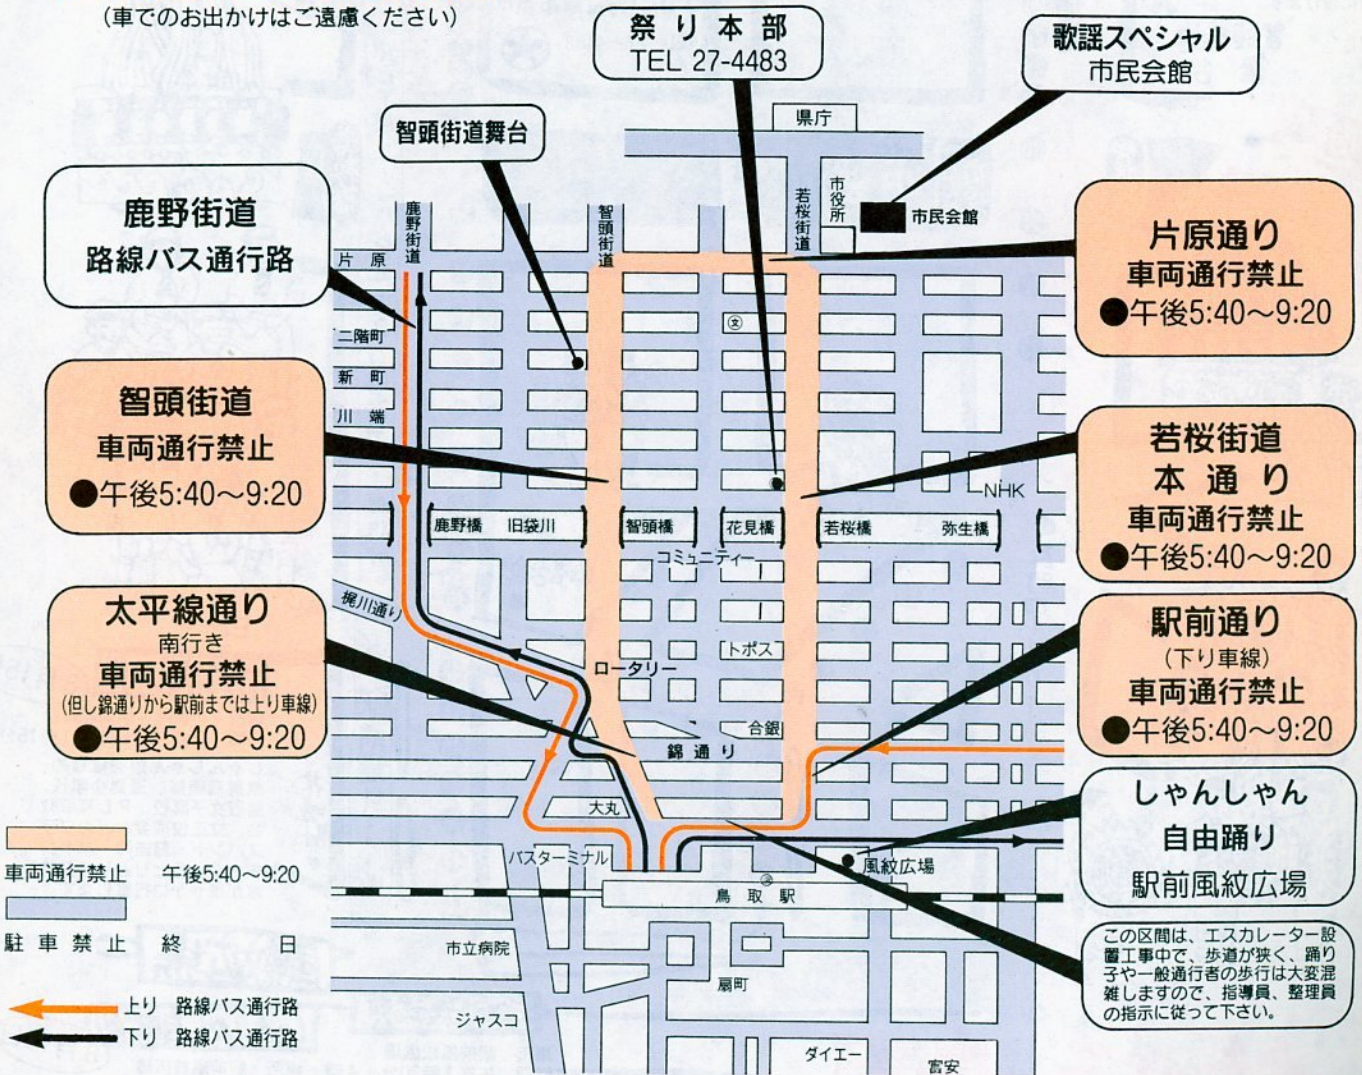 (車でのお出かけはご遠慮ください)
祭り本部
TEL 27-4483
歌謡スペシャル
市民会館
智頭街道舞台
県庁
鹿野街道
路線バス通行路
鹿野街道
智頭街道
若桜街道
市役所
市民会館
片原通り
車両通行禁止
●午後5:40～9:20
片原
二階町
新町
川端
文
智頭街道
車両通行禁止
●午後5:40～9:20
若桜街道
本通り
車両通行禁止
●午後5:40～9:20
NHK
鹿野橋 旧袋川 智頭橋 花見橋 若桜橋 弥生橋
コミュニティー
太平線通り
南行き
車両通行禁止
(但し錦通りから駅前までは上り車線)
●午後5:40～9:20
梶川通り
トポス
ロータリー
合銀
錦通り
駅前通り
(下り車線)
車両通行禁止
●午後5:40～9:20
大丸
バスターミナル
風紋広場
鳥取駅
しゃんしゃん
自由踊り
駅前風紋広場
車両通行禁止 午後5:40～9:20
駐車禁止 終日
上り 路線バス通行路
下り 路線バス通行路
市立病院
扇町
ジャスコ
ダイエー
宮安
この区間は、エスカレーター設
置工事中で、歩道が狭く、踊り
子や一般通行者の歩行は大変混
雑しますので、指導員、整理員
の指示に従って下さい。